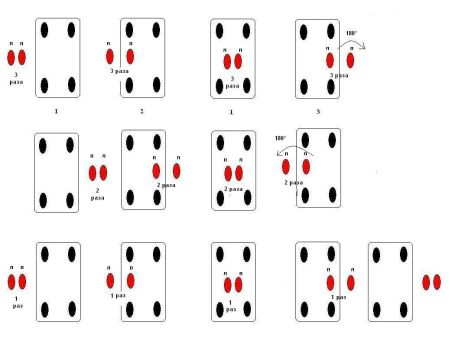 п п
п п
п п
п п 180°
3
раза
3 раза
3
раза
3 раза
1
2
1
3
п п
п п
п п
180°
п п
2
раза
2 раза
2 раза
2 раза
п п
п п
п п
п п
1
раз
1 раз
1
раз
1 раз